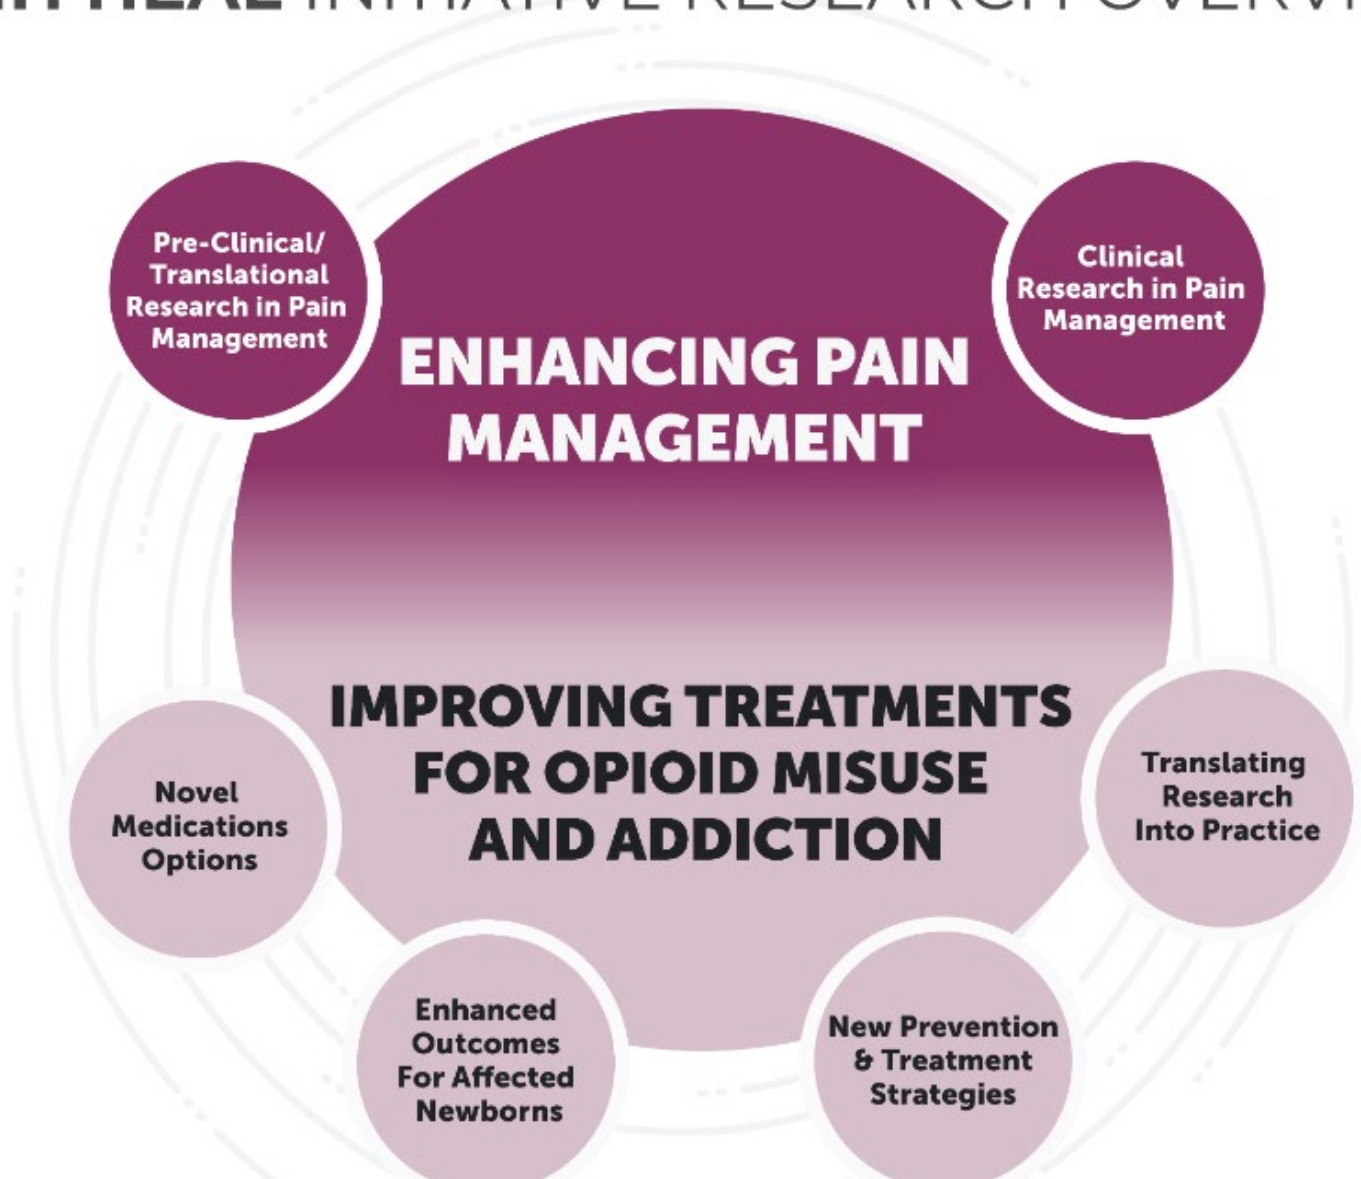 HEAL INITIATIVE RESEARCH
Pre-Clinical/
Translational
Research in Pain
Management
Clinical
Research in Pain
Management
ENHANCING PAIN
MANAGEMENT
IMPROVING TREATMENTS
FOR OPIOID MISUSE
AND ADDICTION
Novel
Medications
Options
Translating
Research
Into Practice
Enhanced
Outcomes
For Affected
Newborns
New Prevention
& Treatment
Strategies